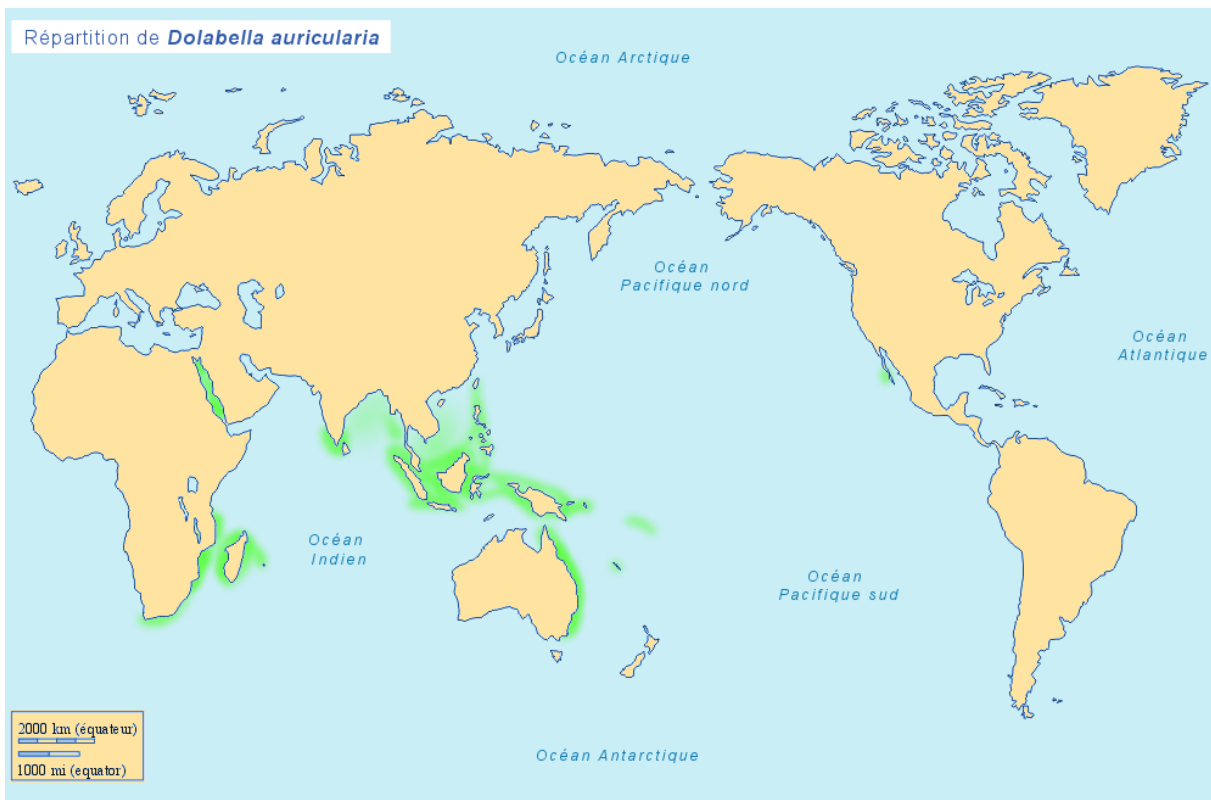 Répartition de Dolabella auricularia
Océan Arctique
Océan
Pacifique nord
Océan
Atlantique
Océan
Indien
Océan
Pacifique sud
2000 km (équateur)
1000 mi (equator)
Océan Antarctique